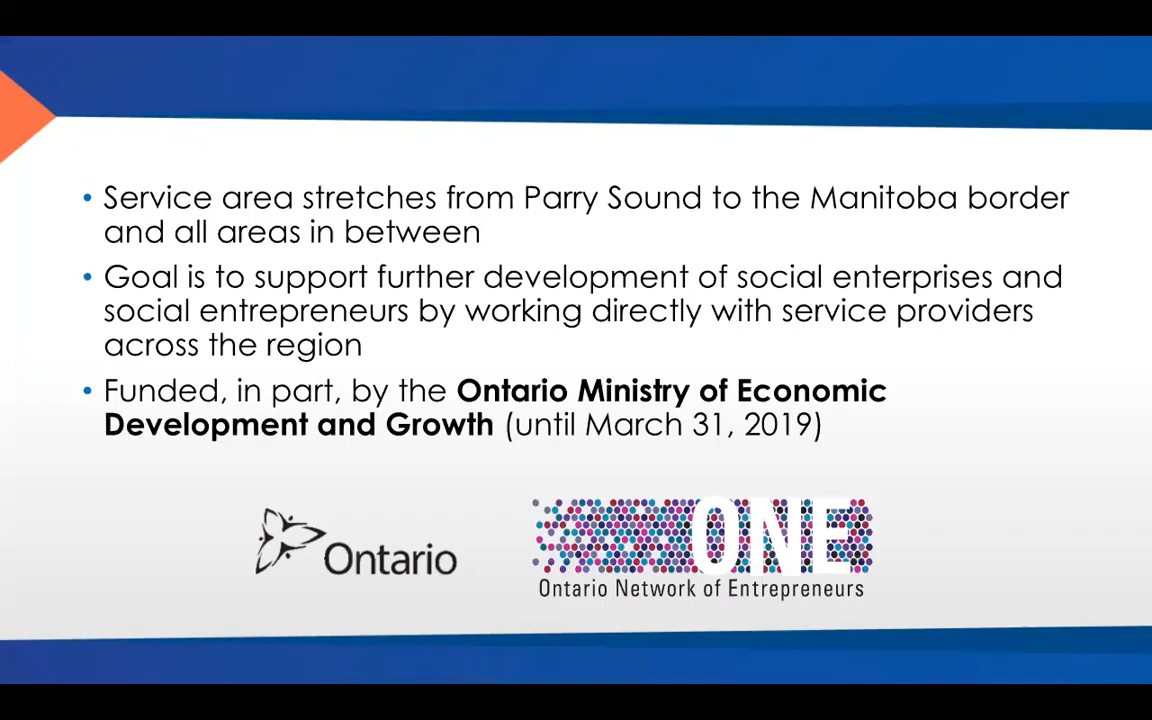 • Service area stretches from Parry Sound to the Manitoba border
and all areas in between
• Goal is to support further development of social enterprises and
social entrepreneurs by working directly with service providers
across the region
• Funded, in part, by the Ontario Ministry of Economic
Development and Growth (until March 31, 2019)
Ontario
ONE
Ontario Network of Entrepreneurs